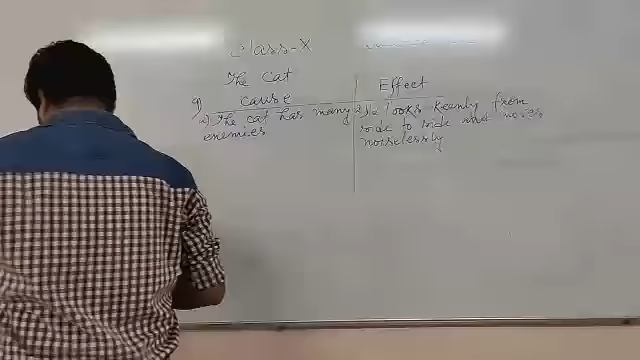 Class-X
The cat
Cause
Effect
a) The cat has many
enemies
a) He looks keenly from
side to side and moves
noiselessly